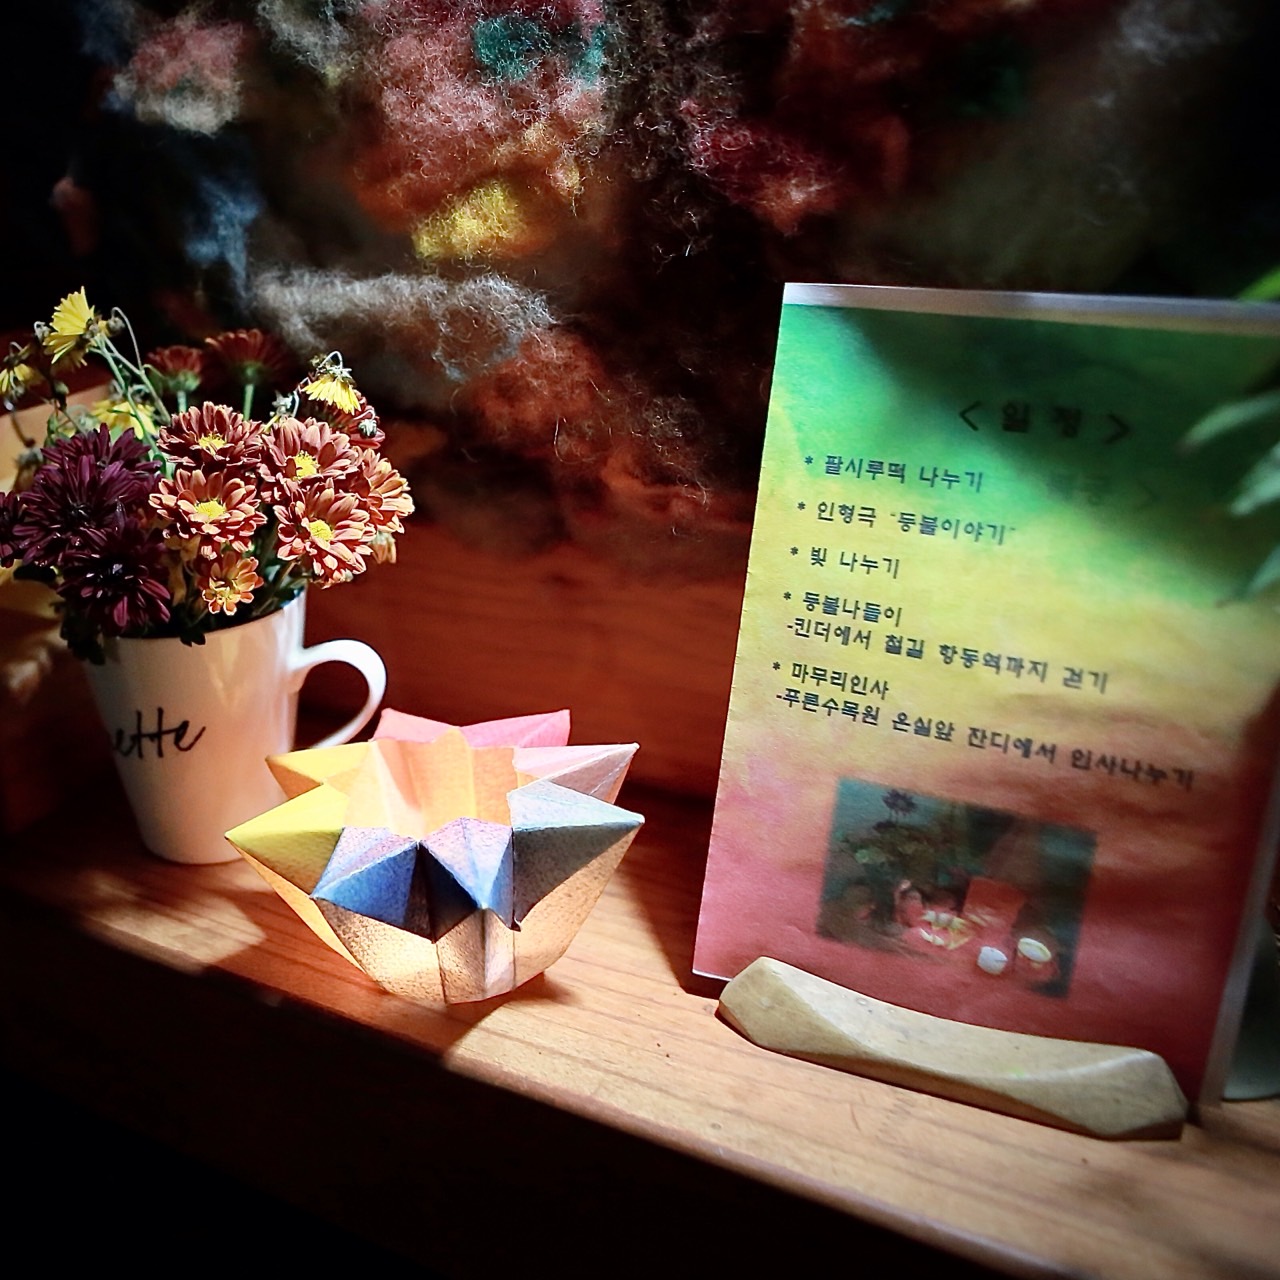 <일정>
* 팥시루떡 나누기
* 인형극 "등불이야기"
* 빛 나누기
* 등불나들이
-킨더에서 철길 항동역까지 걷기
* 마무리인사
-푸른수목원 온실앞 잔디에서 인사나누기
ette